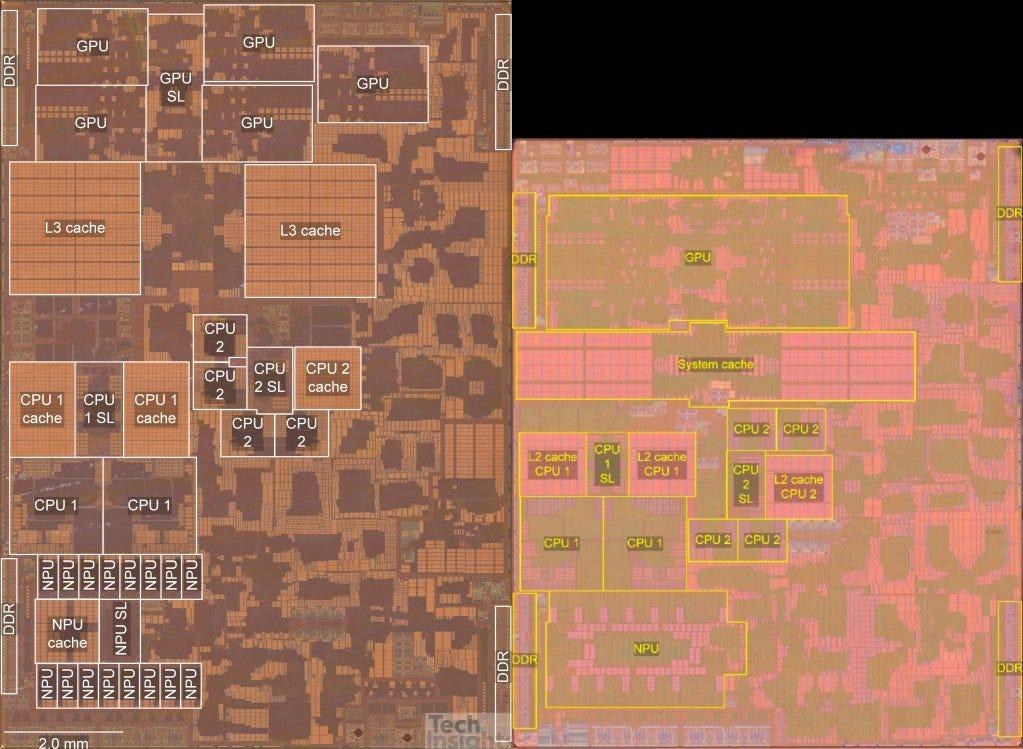 DDR
GPU
GPU
SL
GPU
GPU
DDR
GPU
GPU
L3 cache
L3 cache
CPU
2
CPU
2
CPU
2 SL
CPU 2
cache
CPU 1
cache
CPU
1 SL
CPU 1
cache
CPU
2
CPU
2
CPU 1
CPU 1
NPU
NPU
NPU
NPU
NPU
NPU
NPU
NPU
DDR
NPU
cache
NPU SL
DDR
NPU
NPU
NPU
NPU
NPU
NPU
NPU
NPU
2.0 mm
Tech
Insigh
DDR
DDR
GPU
System cache
CPU 2
CPU 2
L2 cache
CPU 1
CPU
1
SL
L2 cache
CPU 1
CPU
2
SL
L2 cache
CPU 2
CPU 1
CPU 1
CPU 2
CPU 2
DDR
NPU
DDR